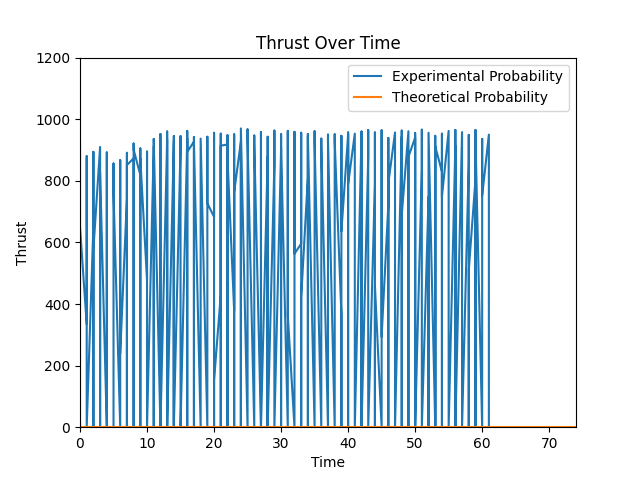 Thrust Over Time
Experimental Probability
Theoretical Probability
1200
1000
800
600
400
200
0
Thrust
0 10 20 30 40 50 60 70
Time